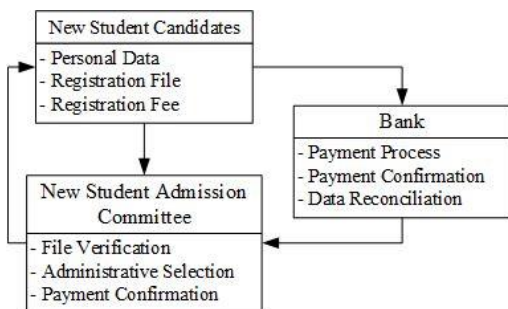 New Student Candidates
- Personal Data
- Registration File
- Registration Fee
Bank
- Payment Process
- Payment Confirmation
- Data Reconciliation
New Student Admission
Committee
- File Verification
- Administrative Selection
- Payment Confirmation